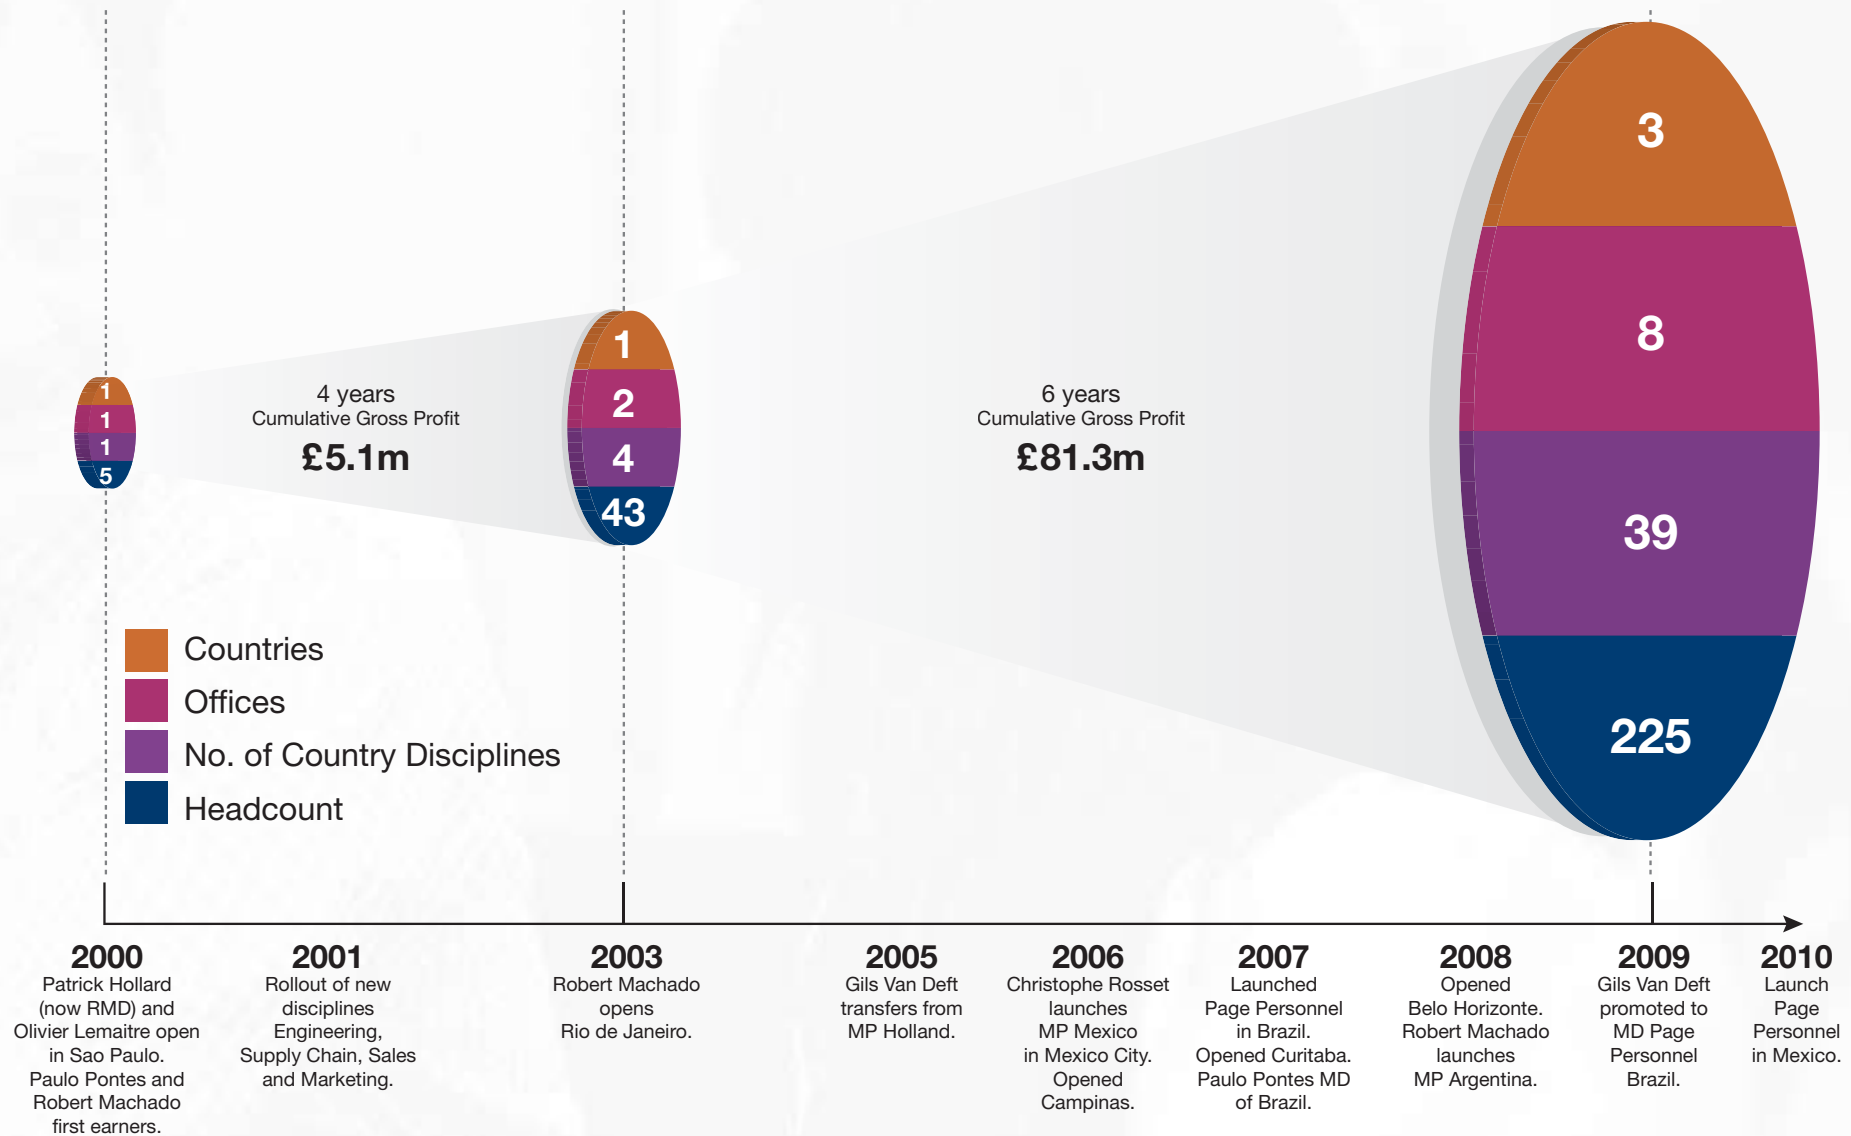 3
8
39
225
1
2
4
43
1
1
1
5
4 years
Cumulative Gross Profit
£5.1m
6 years
Cumulative Gross Profit
£81.3m
Countries
Offices
No. of Country Disciplines
Headcount
2000
Patrick Hollard
(now RMD) and
Olivier Lemaitre open
in Sao Paulo.
Paulo Pontes and
Robert Machado
first earners.
2001
Rollout of new
disciplines
Engineering,
Supply Chain, Sales
and Marketing.
2003
Robert Machado
opens
Rio de Janeiro.
2005
Gils Van Deft
transfers from
MP Holland.
2006
Christophe Rosset
launches
MP Mexico
in Mexico City.
Opened
Campinas.
2007
Launched
Page Personnel
in Brazil.
Opened Curitaba.
Paulo Pontes MD
of Brazil.
2008
Opened
Belo Horizonte.
Robert Machado
launches
MP Argentina.
2009
Gils Van Deft
promoted to
MD Page
Personnel
Brazil.
2010
Launch
Page
Personnel
in Mexico.